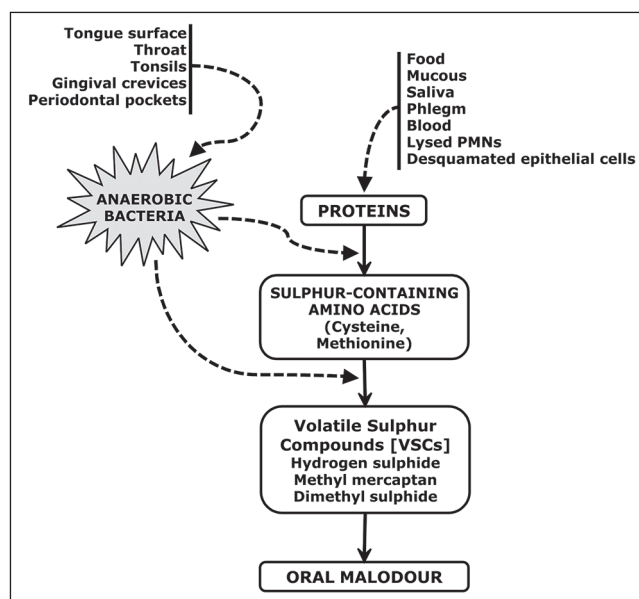 Tongue surface
Throat
Tonsils
Gingival crevices
Periodontal pockets
Food
Mucous
Saliva
Phlegm
Blood
Lysed PMNs
Desquamated epithelial cells
ANAEROBIC
BACTERIA
PROTEINS
SULPHUR-CONTAINING
AMINO ACIDS
(Cysteine,
Methionine)
Volatile Sulphur
Compounds [VSCs]
Hydrogen sulphide
Methyl mercaptan
Dimethyl sulphide
ORAL MALODOUR